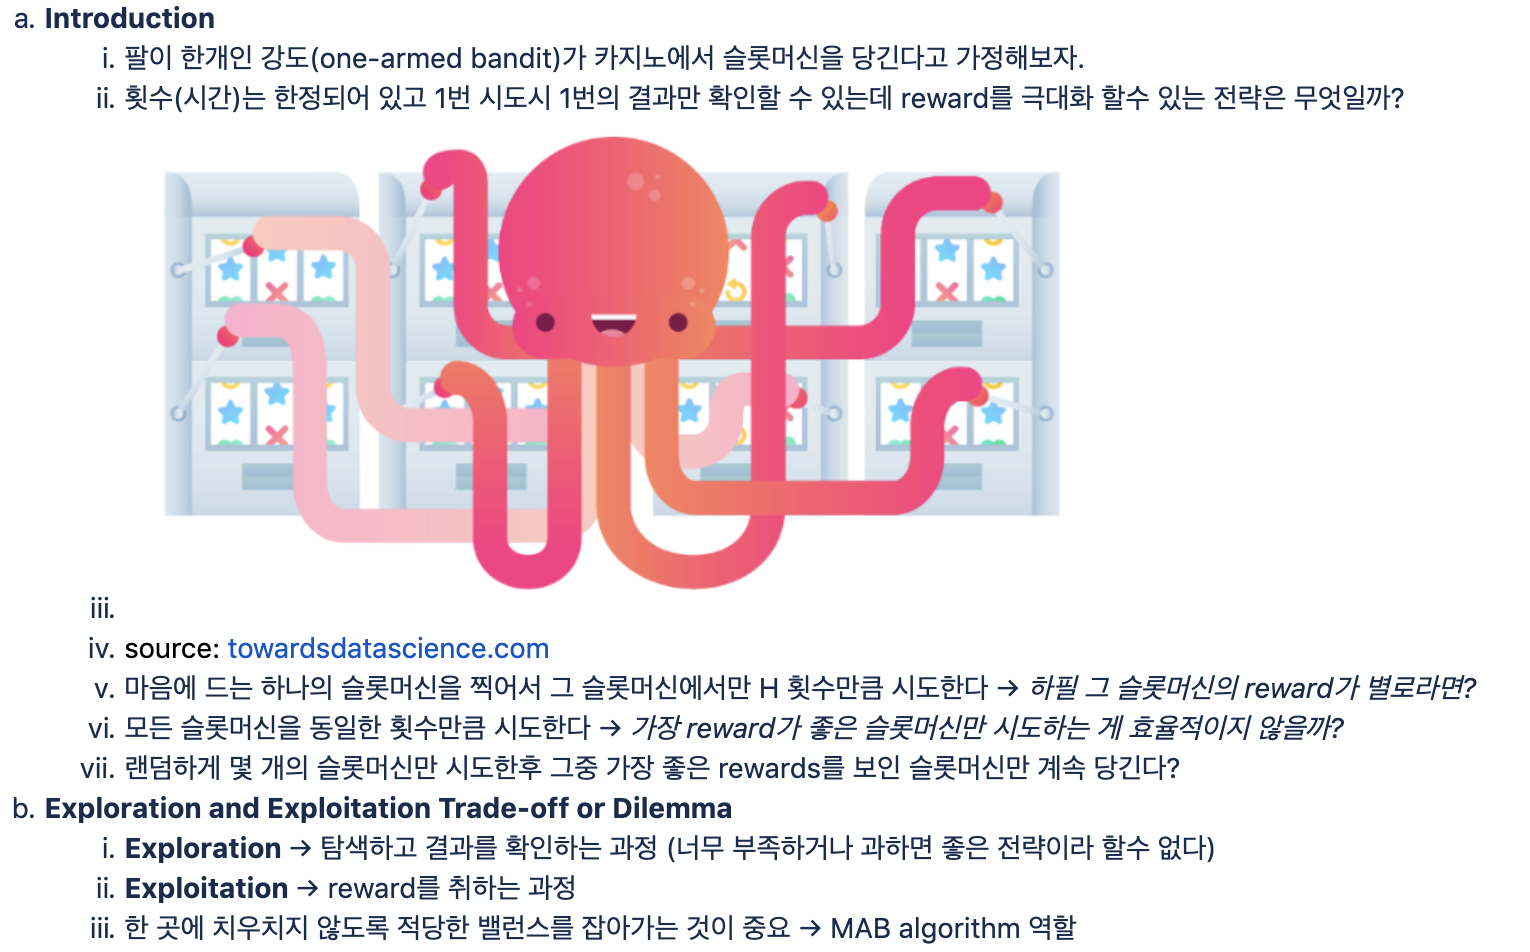 a. Introduction
i. 팔이 한개인 강도(one-armed bandit)가 카지노에서 슬롯머신을 당긴다고 가정해보자.
ii. 횟수(시간)는 한정되어 있고 1번 시도시 1번의 결과만 확인할 수 있는데 reward를 극대화 할수 있는 전략은 무엇일까?
iii.
iv. source: towardsdatascience.com
v. 마음에 드는 하나의 슬롯머신을 찍어서 그 슬롯머신에서만 H 횟수만큼 시도한다 → 하필 그 슬롯머신의 reward가 별로라면?
vi. 모든 슬롯머신을 동일한 횟수만큼 시도한다 → 가장 reward가 좋은 슬롯머신만 시도하는 게 효율적이지 않을까?
vii. 랜덤하게 몇 개의 슬롯머신만 시도한후 그중 가장 좋은 rewards를 보인 슬롯머신만 계속 당긴다?
b. Exploration and Exploitation Trade-off or Dilemma
i. Exploration → 탐색하고 결과를 확인하는 과정 (너무 부족하거나 과하면 좋은 전략이라 할수 없다)
ii. Exploitation → reward를 취하는 과정
iii. 한 곳에 치우치지 않도록 적당한 밸런스를 잡아가는 것이 중요 → MAB algorithm 역할